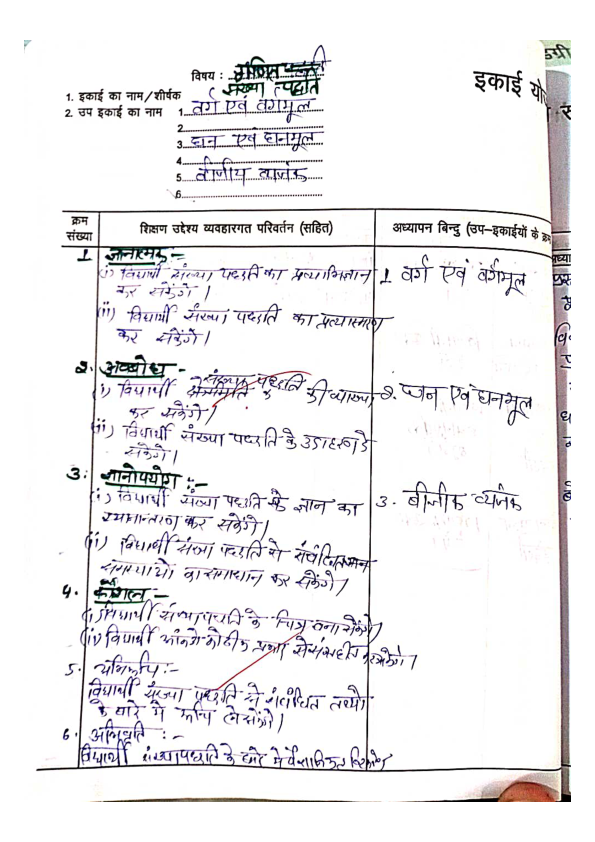 विषय : गणित
इकाई यो
1. इकाई का नाम/शीर्षक संख्या पद्धति
2. उप इकाई का नाम 1. वर्ग एवं वर्गमूल
2.
3. घन एवं घनमूल
4.
5. बीजीय व्यंजक
6.
क्रम संख्या
शिक्षण उद्देश्य व्यवहारगत परिवर्तन (सहित)
अध्यापन बिन्दु (उप-इकाईयों के क्रम
1 ज्ञानात्मक :-
(i) विद्यार्थी संख्या पद्धति का प्रत्याभिज्ञान
कर सकेंगे।
(ii) विद्यार्थी संख्या पद्धति का प्रत्यास्मरण
कर सकेंगे।
1 वर्ग एवं वर्गमूल
2. अवबोध -
(i) विद्यार्थी संख्या पद्धति की व्याख्या
कर सकेंगे।
(ii) विद्यार्थी संख्या पद्धति के उदाहरण दे
सकेंगे।
2. घन एवं घनमूल
3. ज्ञानोपयोग :-
(i) विद्यार्थी संख्या पद्धति के ज्ञान का
स्थानान्तरण कर सकेंगे।
(ii) विद्यार्थी संख्या पद्धति से संबंधित
समस्याओं का समाधान कर सकेंगे।
3. बीजीक व्यंजक
4. कौशल -
(i) विद्यार्थी संख्या पद्धति के चित्र बना सकेंगे।
(ii) विद्यार्थी आंकडो को ठीक प्रकार से संग्रहीत कर सकेंगे।
5. अभिरूचि :-
विद्यार्थी संख्या पद्धति से संबंधित तथ्यो
के बारे में रूचि ले सकेंगे।
6. अभिवृति :-
विद्यार्थी संख्या पद्धति के बारे में वैज्ञानिक